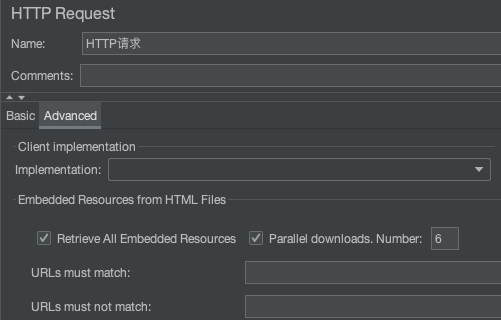 HTTP Request
Name: HTTP请求
Comments:
Basic Advanced
Client implementation
Implementation:
Embedded Resources from HTML Files
Retrieve All Embedded Resources Parallel downloads. Number: 6
URLs must match:
URLs must not match: